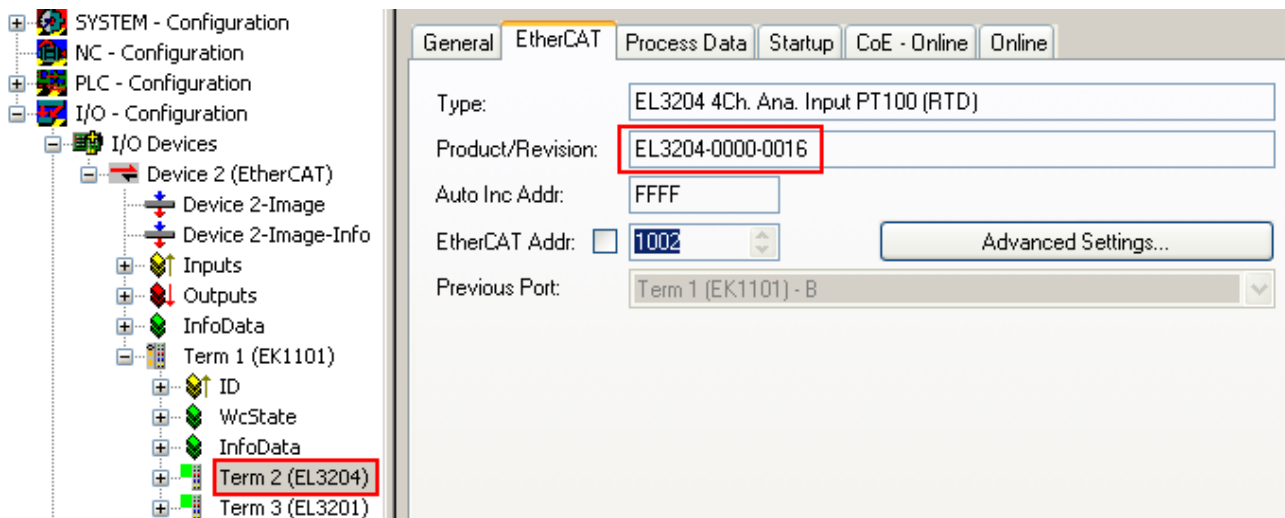 SYSTEM - Configuration
NC - Configuration
PLC - Configuration
I/O - Configuration
I/O Devices
Device 2 (EtherCAT)
Device 2-Image
Device 2-Image-Info
Inputs
Outputs
InfoData
Term 1 (EK1101)
ID
WcState
InfoData
Term 2 (EL3204)
Term 3 (EL3201)
General EtherCAT Process Data Startup CoE - Online Online
Type: EL3204 4Ch. Ana. Input PT100 (RTD)
Product/Revision: EL3204-0000-0016
Auto Inc Addr: FFFF
EtherCAT Addr: 1002 Advanced Settings...
Previous Port: Term 1 (EK1101) - B